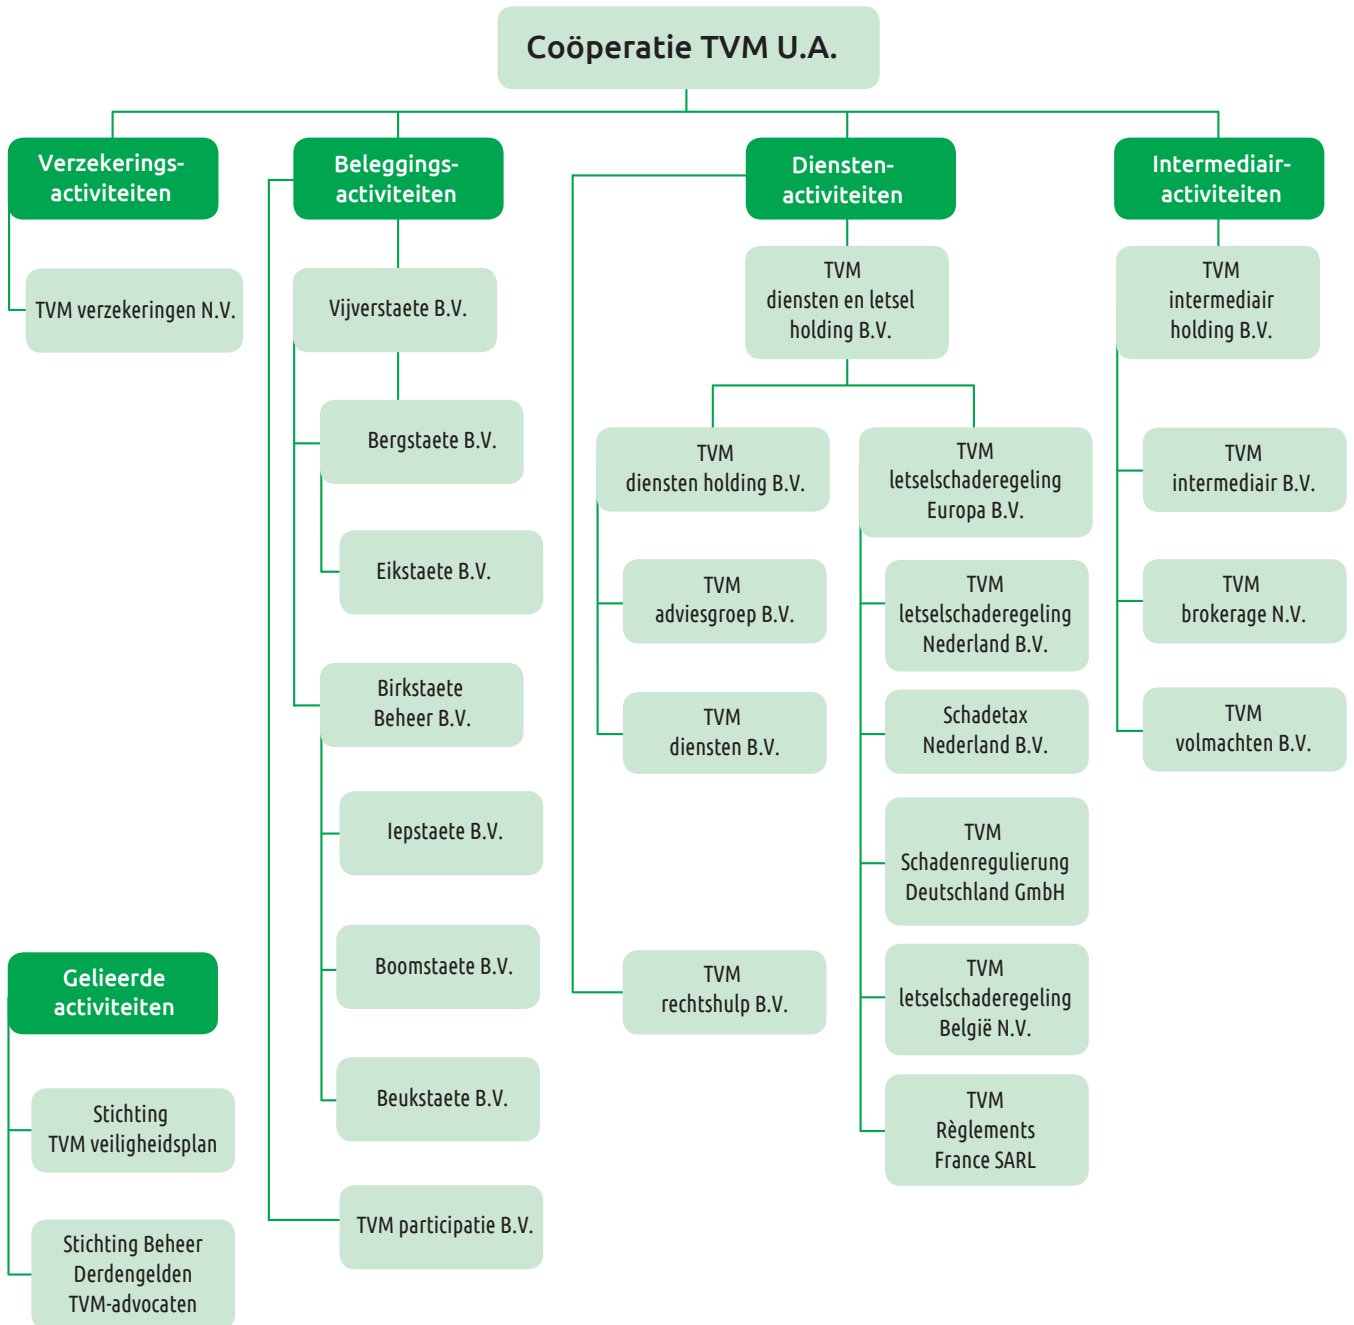 Coöperatie TVM U.A.
Verzekerings-
activiteiten
TVM verzekeringen N.V.
Beleggings-
activiteiten
Vijverstaete B.V.
Bergstaete B.V.
Eikstaete B.V.
Birkstaete
Beheer B.V.
Iepstaete B.V.
Boomstaete B.V.
Beukstaete B.V.
TVM participatie B.V.
Diensten-
activiteiten
TVM
diensten en letsel
holding B.V.
TVM
diensten holding B.V.
TVM
adviesgroep B.V.
TVM
diensten B.V.
TVM
rechtshulp B.V.
TVM
letselschaderegeling
Europa B.V.
TVM
letselschaderegeling
Nederland B.V.
Schadetax
Nederland B.V.
TVM
Schadenregulierung
Deutschland GmbH
TVM
letselschaderegeling
België N.V.
TVM
Règlements
France SARL
Intermediair-
activiteiten
TVM
intermediair
holding B.V.
TVM
intermediair B.V.
TVM
brokerage N.V.
TVM
volmachten B.V.
Gelieerde
activiteiten
Stichting
TVM veiligheidsplan
Stichting Beheer
Derdengelden
TVM-advocaten